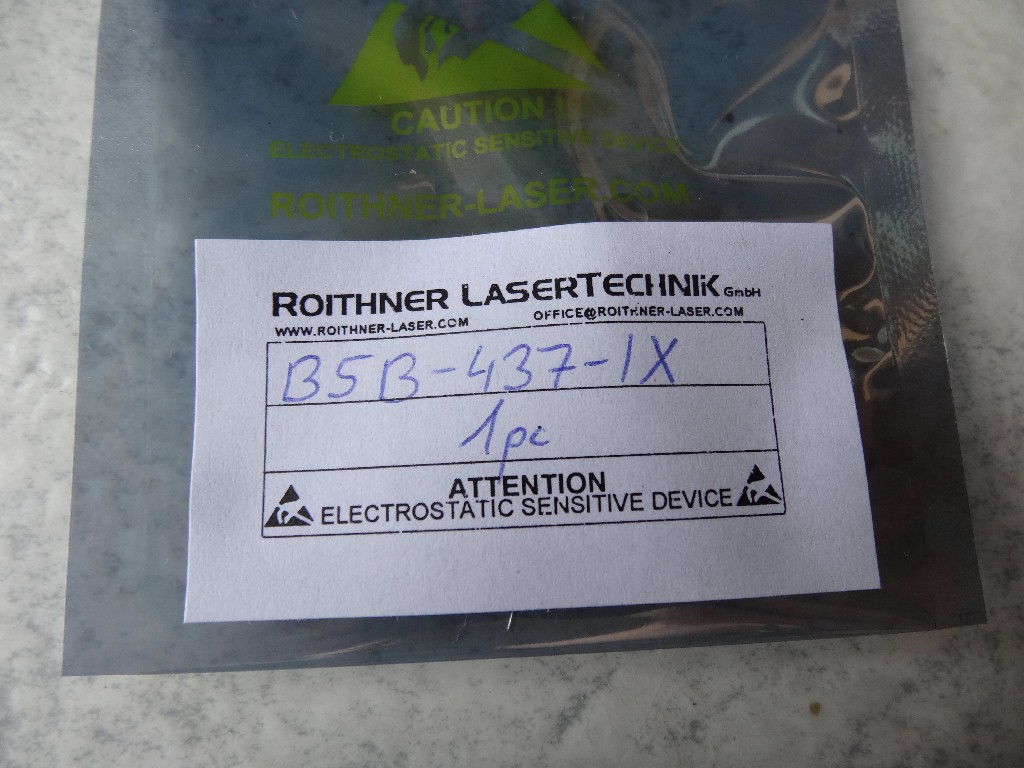 CAUTION !
ELECTROSTATIC SENSITIVE DEVICE
ROITHNER-LASER.COM
ROITHNER LASERTECHNIK GmbH
WWW.ROITHNER-LASER.COM OFFICE@ROITHNER-LASER.COM
B5B-437-IX
1pc
ATTENTION
ELECTROSTATIC SENSITIVE DEVICE